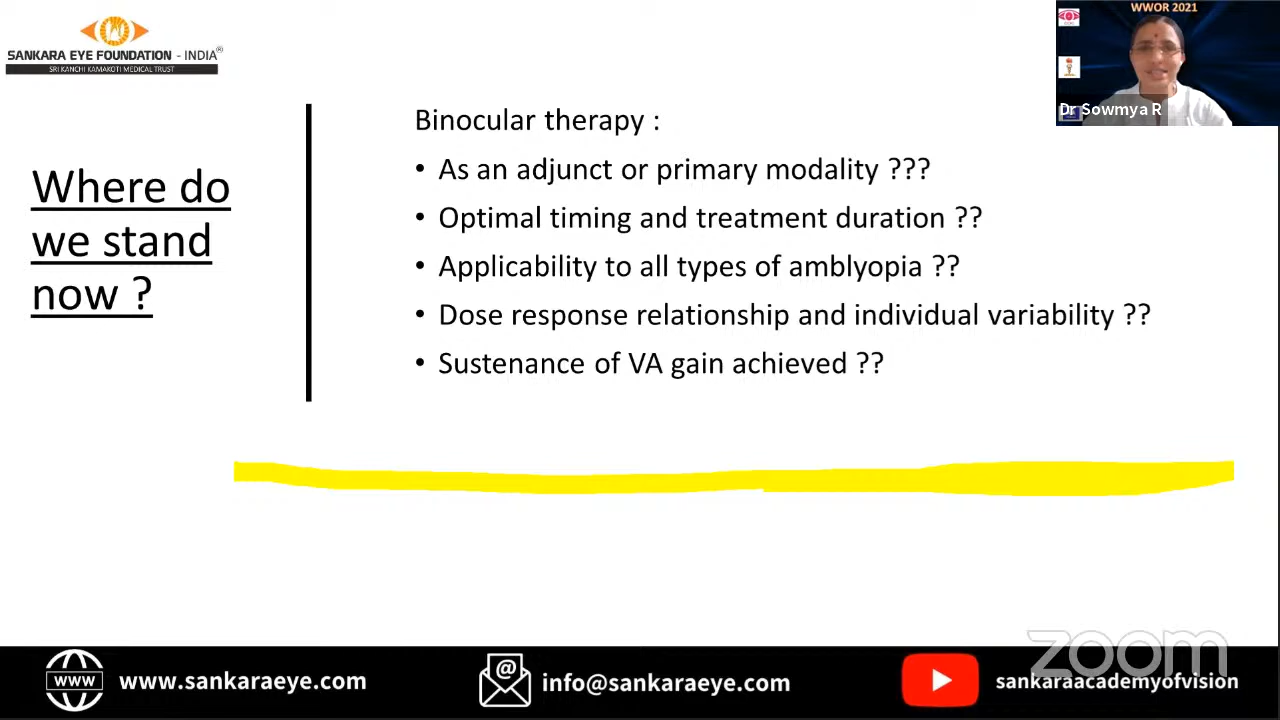 SANKARA EYE FOUNDATION - INDIA®
SRI KANCHI KAMAKOTI MEDICAL TRUST
WWOR 2021
Dr Sowmya R
Where do
we stand
now ?
Binocular therapy :
• As an adjunct or primary modality ???
• Optimal timing and treatment duration ??
• Applicability to all types of amblyopia ??
• Dose response relationship and individual variability ??
• Sustenance of VA gain achieved ??
zoom
www
www.sankaraeye.com
@
info@sankaraeye.com
sankaraacademyofvision